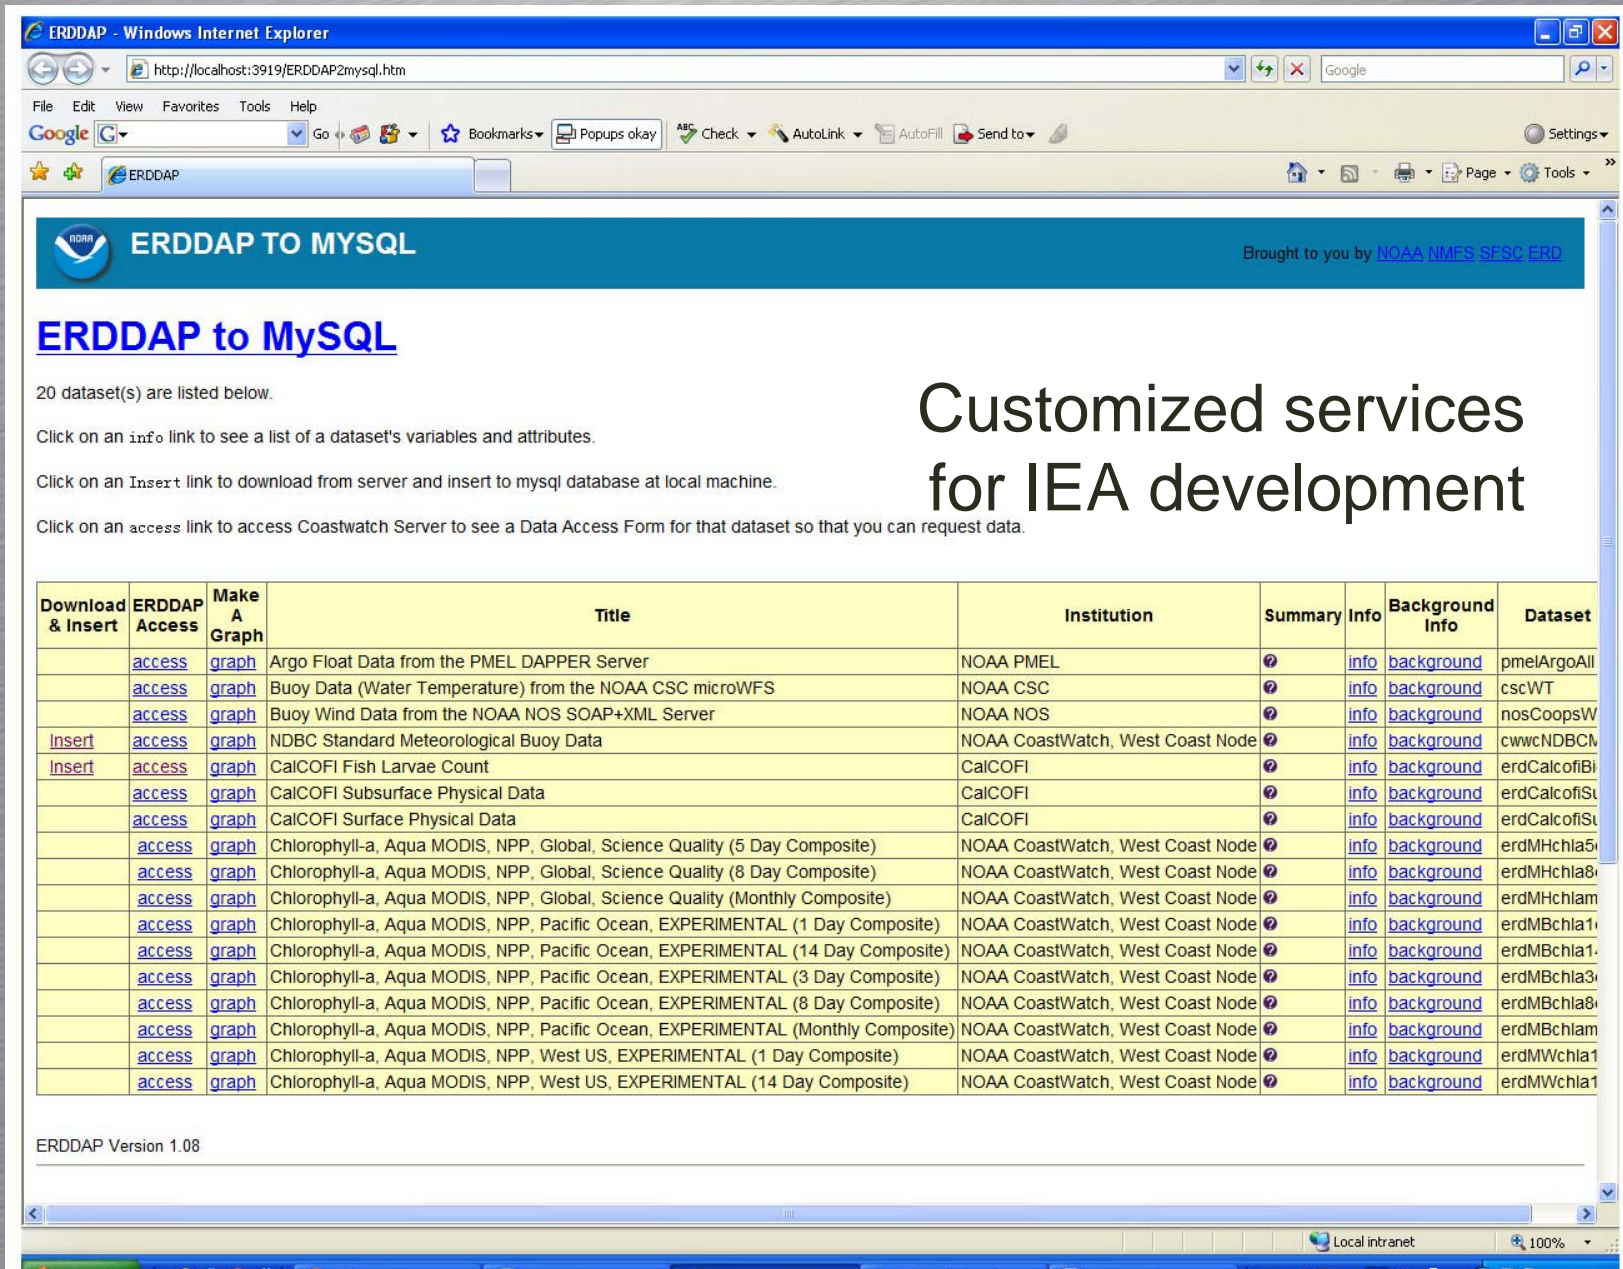 ERDDAP - Windows Internet Explorer
http://localhost:3919/ERDDAP2mysql.htm
Google
File Edit View Favorites Tools Help
Google G Go Bookmarks Popups okay ABC Check AutoLink AutoFill Send to Settings
ERDDAP
Page Tools »
NOAA ERDDAP TO MYSQL
Brought to you by NOAA NMFS SFSC ERD
ERDDAP to MySQL
20 dataset(s) are listed below.
Click on an info link to see a list of a dataset's variables and attributes.
Click on an Insert link to download from server and insert to mysql database at local machine.
Click on an access link to access Coastwatch Server to see a Data Access Form for that dataset so that you can request data.
Customized services
for IEA development
Download & Insert ERDDAP Access Make A Graph Title Institution Summary Info Background Info Dataset
access graph Argo Float Data from the PMEL DAPPER Server NOAA PMEL ? info background pmelArgoAll
access graph Buoy Data (Water Temperature) from the NOAA CSC microWFS NOAA CSC ? info background cscWT
access graph Buoy Wind Data from the NOAA NOS SOAP+XML Server NOAA NOS ? info background nosCoopsW
Insert access graph NDBC Standard Meteorological Buoy Data NOAA CoastWatch, West Coast Node ? info background cwwcNDBCM
Insert access graph CalCOFI Fish Larvae Count CalCOFI ? info background erdCalcofiBi
access graph CalCOFI Subsurface Physical Data CalCOFI ? info background erdCalcofiSu
access graph CalCOFI Surface Physical Data CalCOFI ? info background erdCalcofiSu
access graph Chlorophyll-a, Aqua MODIS, NPP, Global, Science Quality (5 Day Composite) NOAA CoastWatch, West Coast Node ? info background erdMHchla5
access graph Chlorophyll-a, Aqua MODIS, NPP, Global, Science Quality (8 Day Composite) NOAA CoastWatch, West Coast Node ? info background erdMHchla8
access graph Chlorophyll-a, Aqua MODIS, NPP, Global, Science Quality (Monthly Composite) NOAA CoastWatch, West Coast Node ? info background erdMHchlam
access graph Chlorophyll-a, Aqua MODIS, NPP, Pacific Ocean, EXPERIMENTAL (1 Day Composite) NOAA CoastWatch, West Coast Node ? info background erdMBchla1
access graph Chlorophyll-a, Aqua MODIS, NPP, Pacific Ocean, EXPERIMENTAL (14 Day Composite) NOAA CoastWatch, West Coast Node ? info background erdMBchla1
access graph Chlorophyll-a, Aqua MODIS, NPP, Pacific Ocean, EXPERIMENTAL (3 Day Composite) NOAA CoastWatch, West Coast Node ? info background erdMBchla3
access graph Chlorophyll-a, Aqua MODIS, NPP, Pacific Ocean, EXPERIMENTAL (8 Day Composite) NOAA CoastWatch, West Coast Node ? info background erdMBchla8
access graph Chlorophyll-a, Aqua MODIS, NPP, Pacific Ocean, EXPERIMENTAL (Monthly Composite) NOAA CoastWatch, West Coast Node ? info background erdMBchlam
access graph Chlorophyll-a, Aqua MODIS, NPP, West US, EXPERIMENTAL (1 Day Composite) NOAA CoastWatch, West Coast Node ? info background erdMWchla1
access graph Chlorophyll-a, Aqua MODIS, NPP, West US, EXPERIMENTAL (14 Day Composite) NOAA CoastWatch, West Coast Node ? info background erdMWchla1
ERDDAP Version 1.08
Local intranet 100%